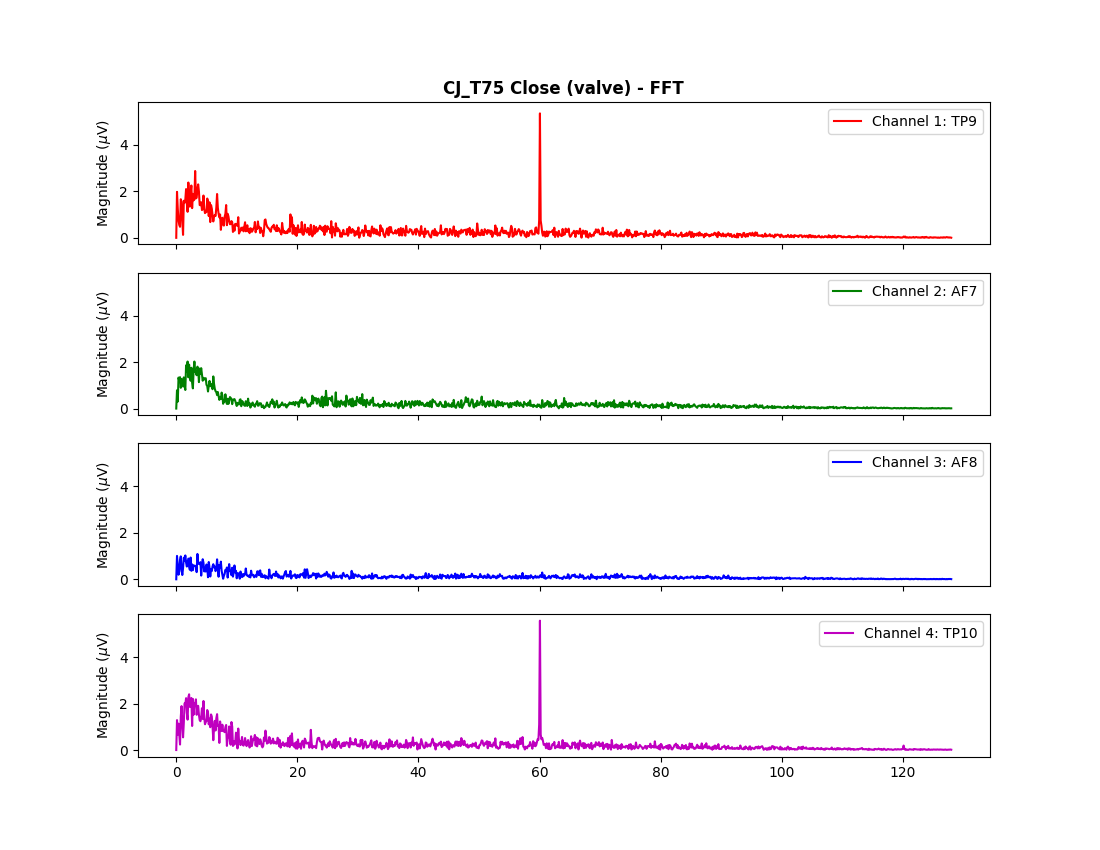 CJ_T75 Close (valve) - FFT
Magnitude (μV)
4
2
0
Channel 1: TP9
Magnitude (μV)
4
2
0
Channel 2: AF7
Magnitude (μV)
4
2
0
Channel 3: AF8
Magnitude (μV)
4
2
0
Channel 4: TP10
0 20 40 60 80 100 120